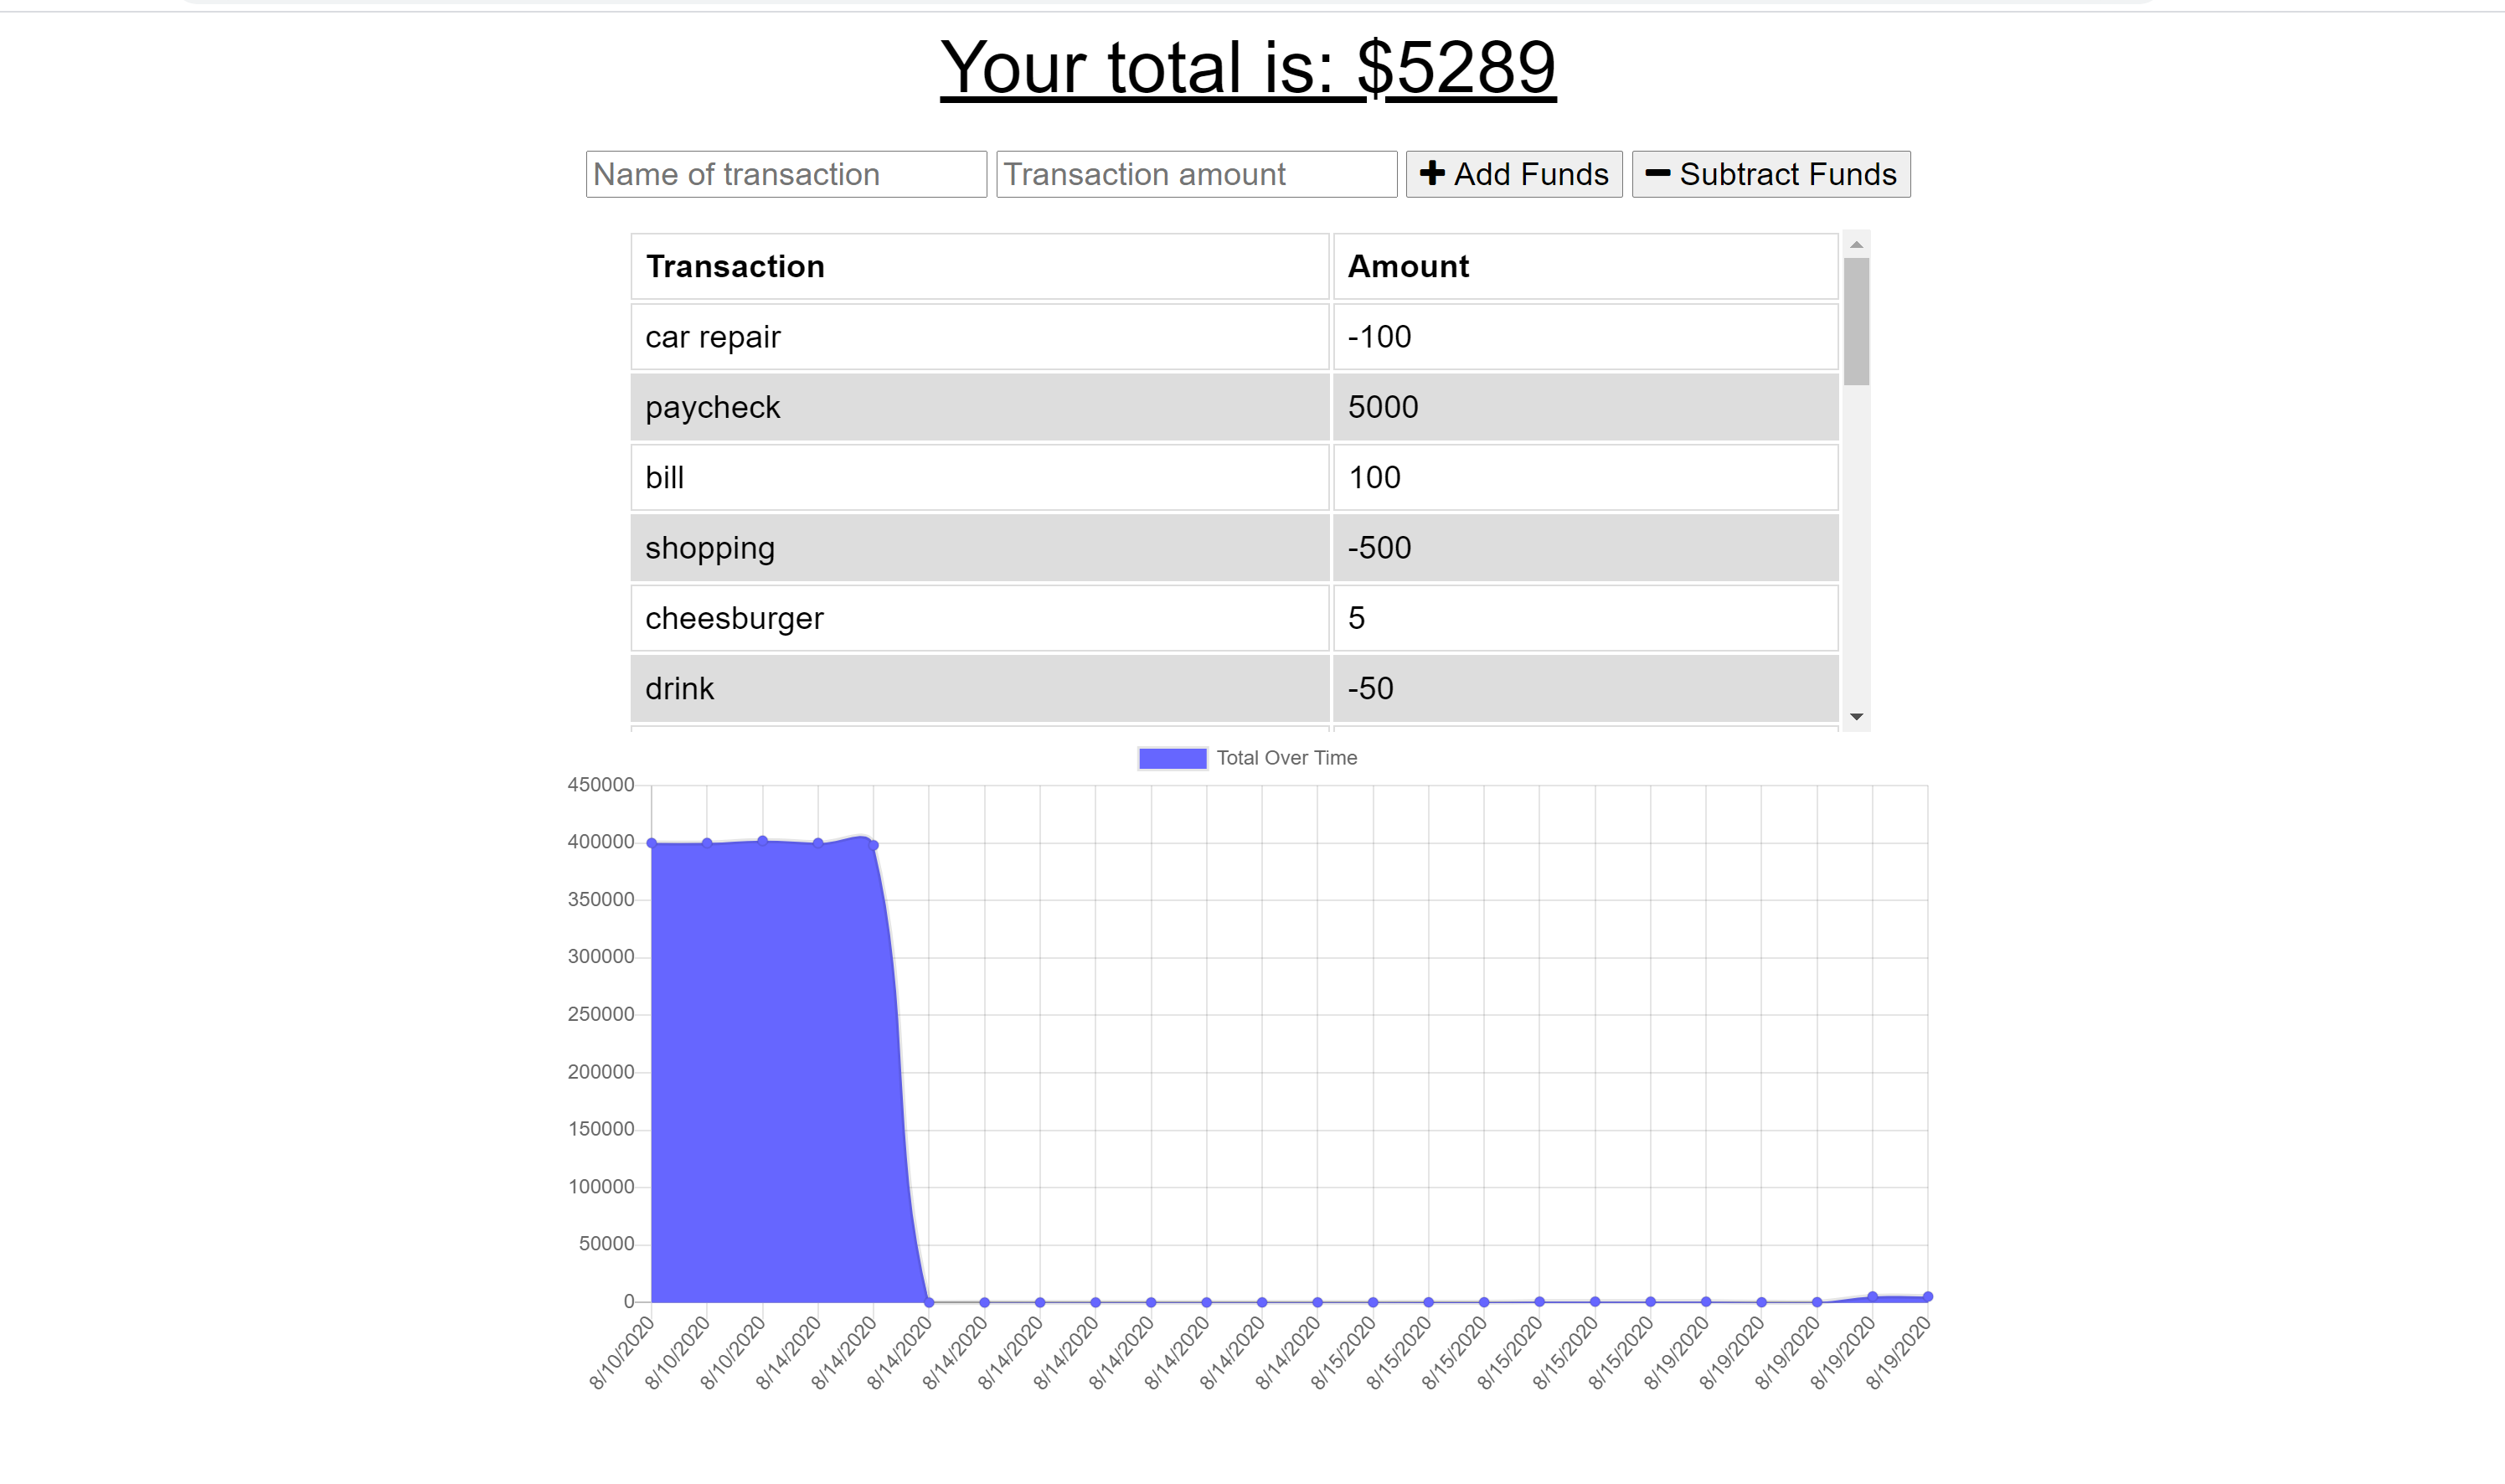 Your total is: $5289
Name of transaction Transaction amount Add Funds Subtract Funds
Transaction Amount
car repair -100
paycheck 5000
bill 100
shopping -500
cheesburger 5
drink -50
Total Over Time
450000
400000
350000
300000
250000
200000
150000
100000
50000
0
8/10/2020 8/10/2020 8/10/2020 8/14/2020 8/14/2020 8/14/2020 8/14/2020 8/14/2020 8/14/2020 8/14/2020 8/14/2020 8/14/2020 8/14/2020 8/15/2020 8/15/2020 8/15/2020 8/15/2020 8/15/2020 8/15/2020 8/19/2020 8/19/2020 8/19/2020 8/19/2020 8/19/2020